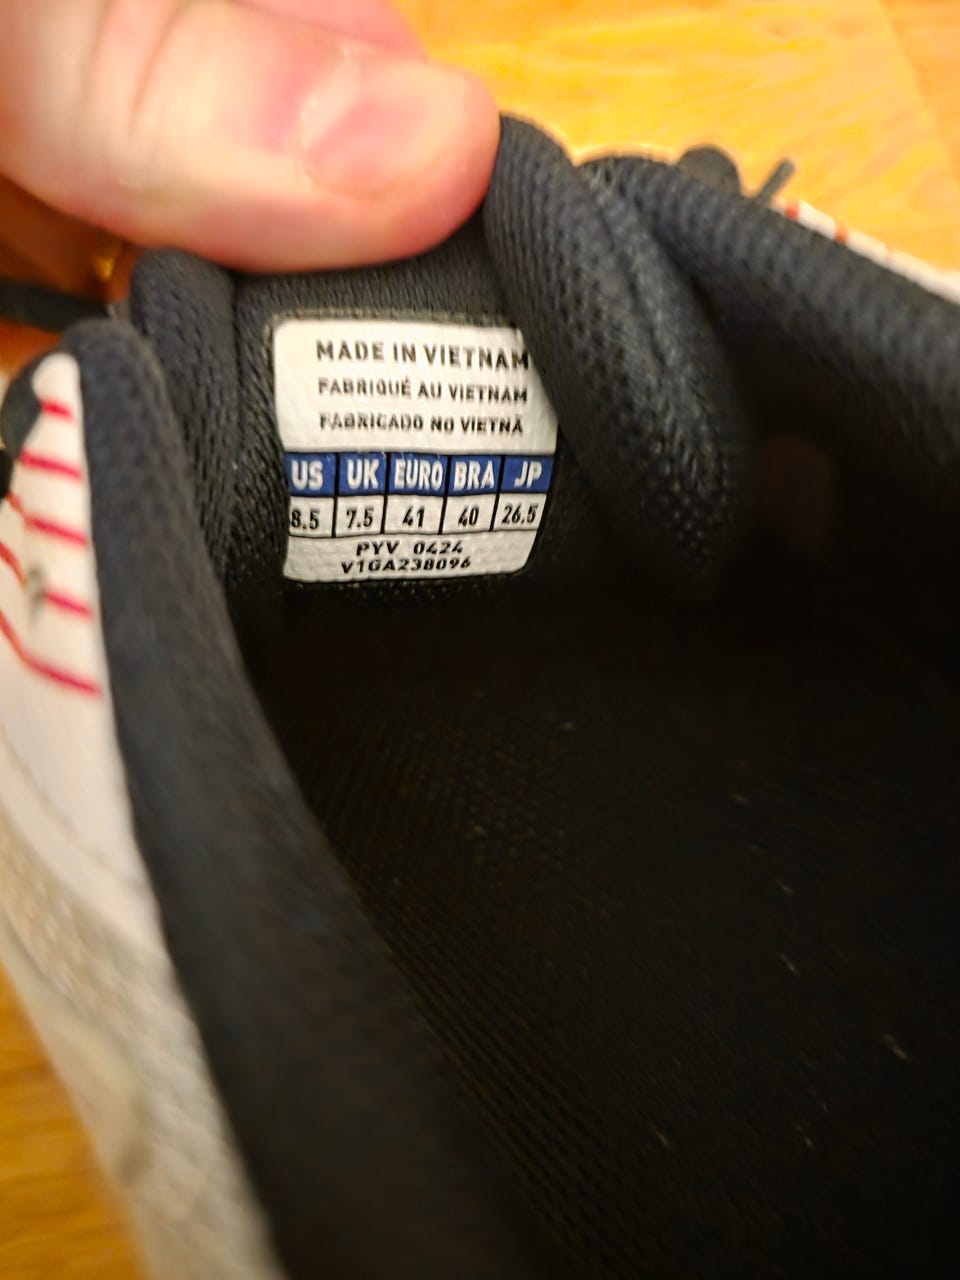 MADE IN VIETNAM
FABRIQUÉ AU VIETNAM
FABRICADO NO VIETNÃ
US UK EURO BRA JP
8.5 7.5 41 40 26.5
PYV 0424
V1GA238096